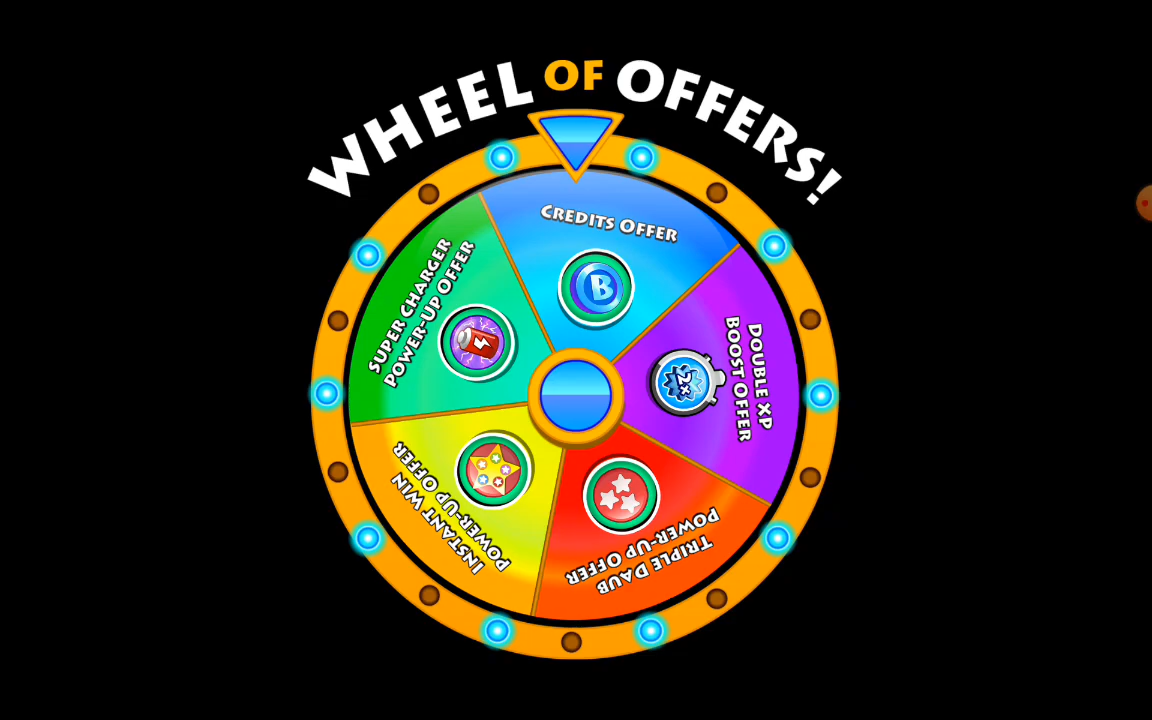 WHEEL OF OFFERS!
CREDITS OFFER
B
DOUBLE XP
BOOST OFFER
2x
TRIPLE DAUB
POWER-UP OFFER
INSTANT WIN
POWER-UP OFFER
SUPER CHARGER
POWER-UP OFFER